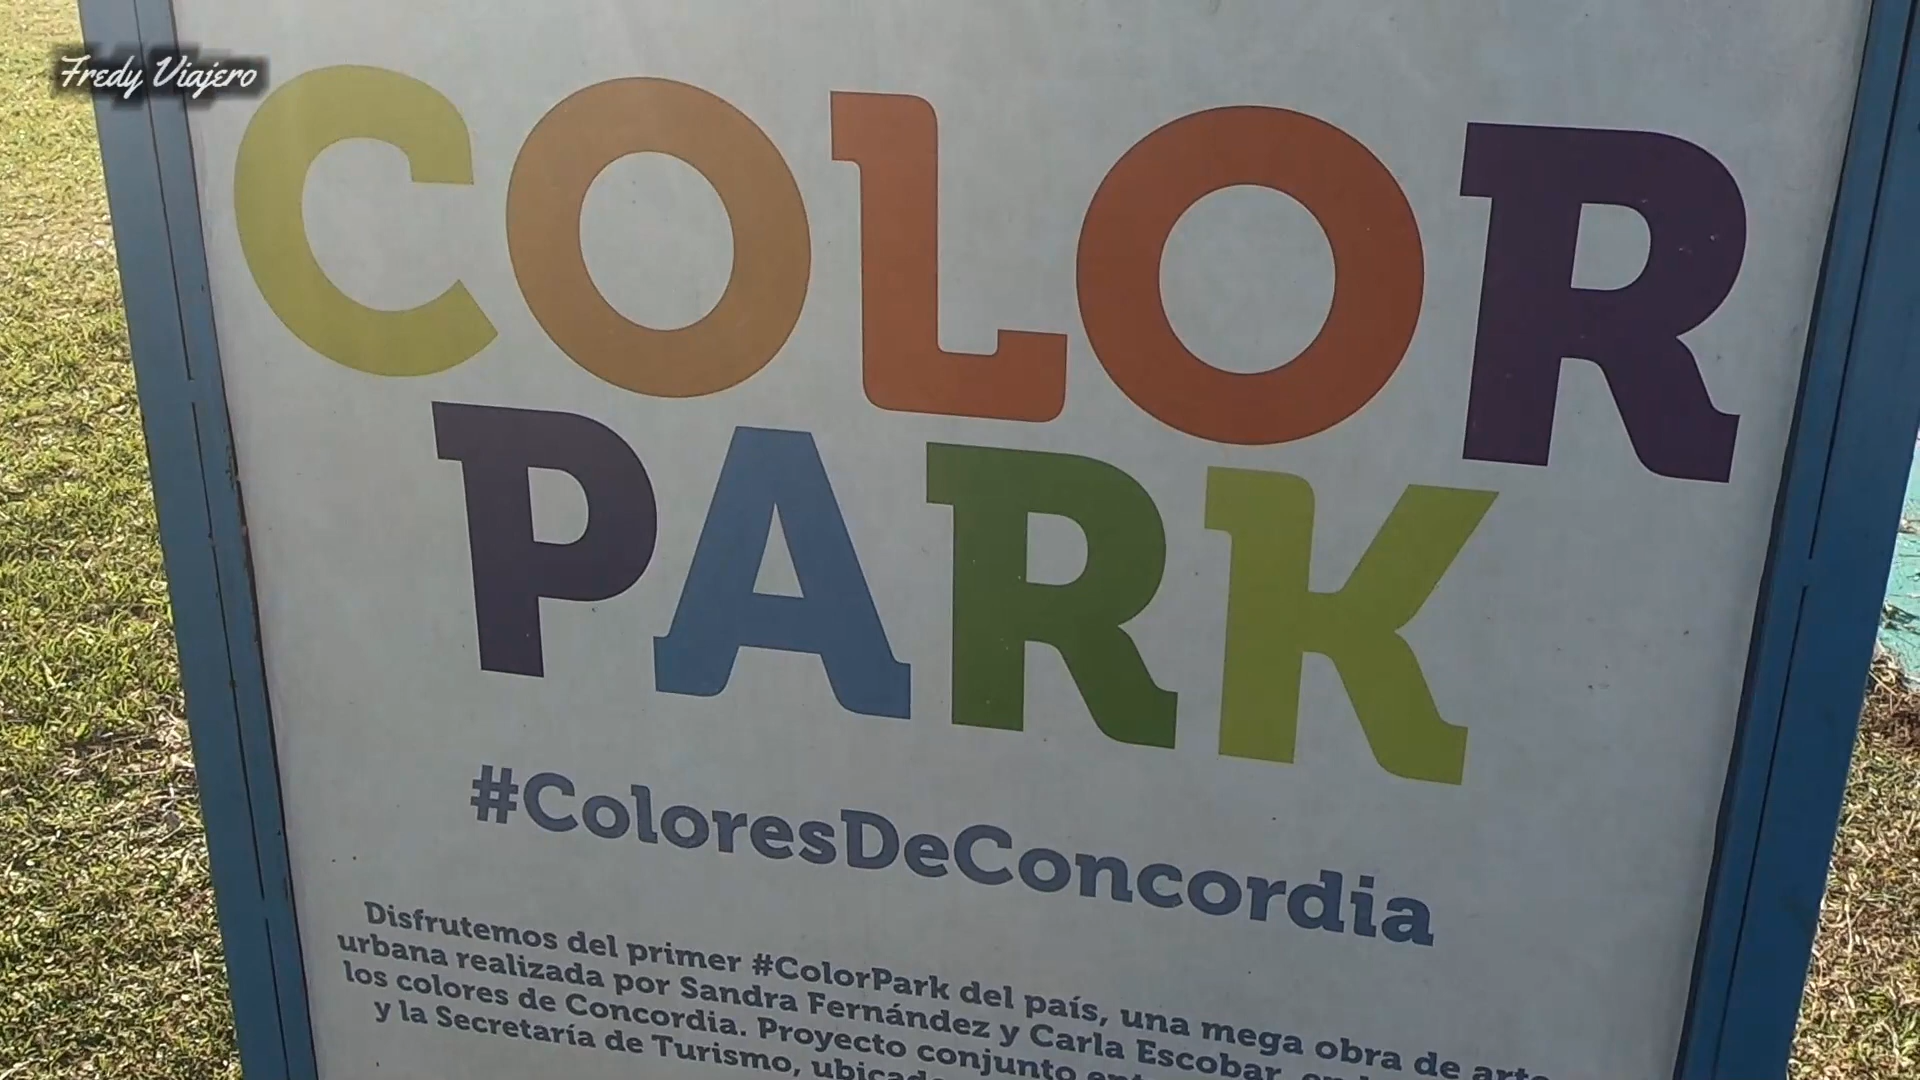 Fredy Viajero
COLOR
PARK
#ColoresDeConcordia
Disfrutemos del primer #ColorPark del país, una mega obra de arte
urbana realizada por Sandra Fernández y Carla Escobar,
los colores de Concordia. Proyecto conjunto
y la Secretaría de Turismo,